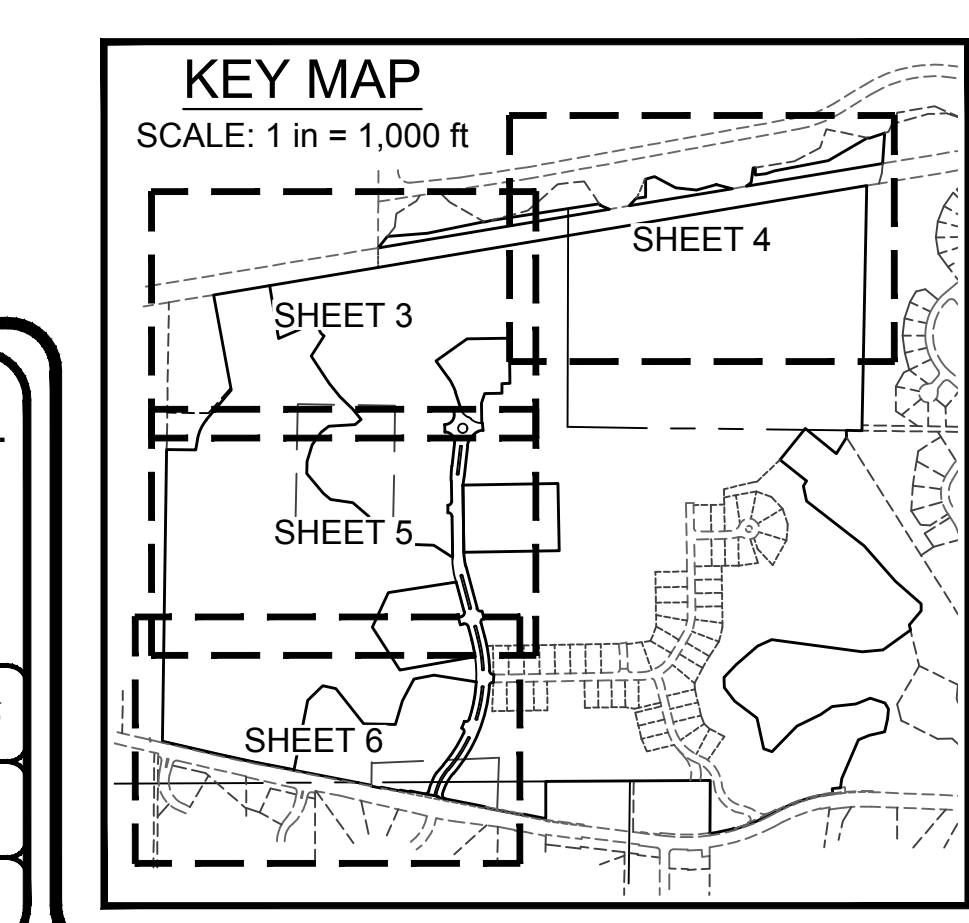 KEY MAP
SCALE: 1 in = 1,000 ft
SHEET 4
SHEET 3
SHEET 5
SHEET 6